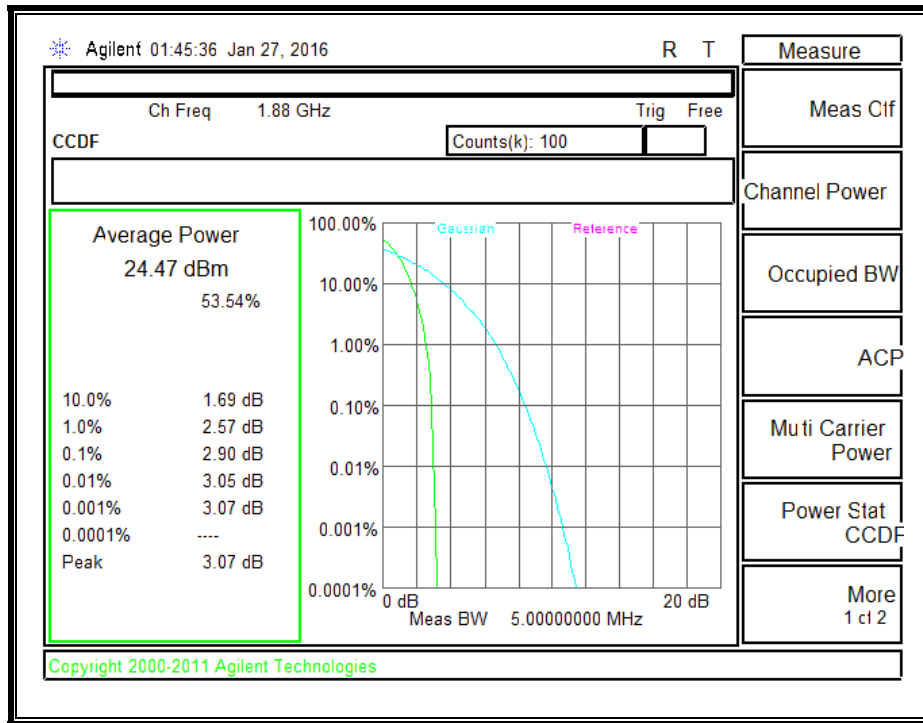 Agilent 01:45:36 Jan 27, 2016 R T
Measure
Ch Freq 1.88 GHz Trig Free
CCDF
Counts(k): 100
Average Power
24.47 dBm
53.54%
10.0% 1.69 dB
1.0% 2.57 dB
0.1% 2.90 dB
0.01% 3.05 dB
0.001% 3.07 dB
0.0001% ----
Peak 3.07 dB
Gaussian Reference
100.00%
10.00%
1.00%
0.10%
0.01%
0.001%
0.0001%
0 dB 20 dB
Meas BW 5.00000000 MHz
Meas Off
Channel Power
Occupied BW
ACP
Multi Carrier
Power
Power Stat
CCDF
More
1 of 2
Copyright 2000-2011 Agilent Technologies